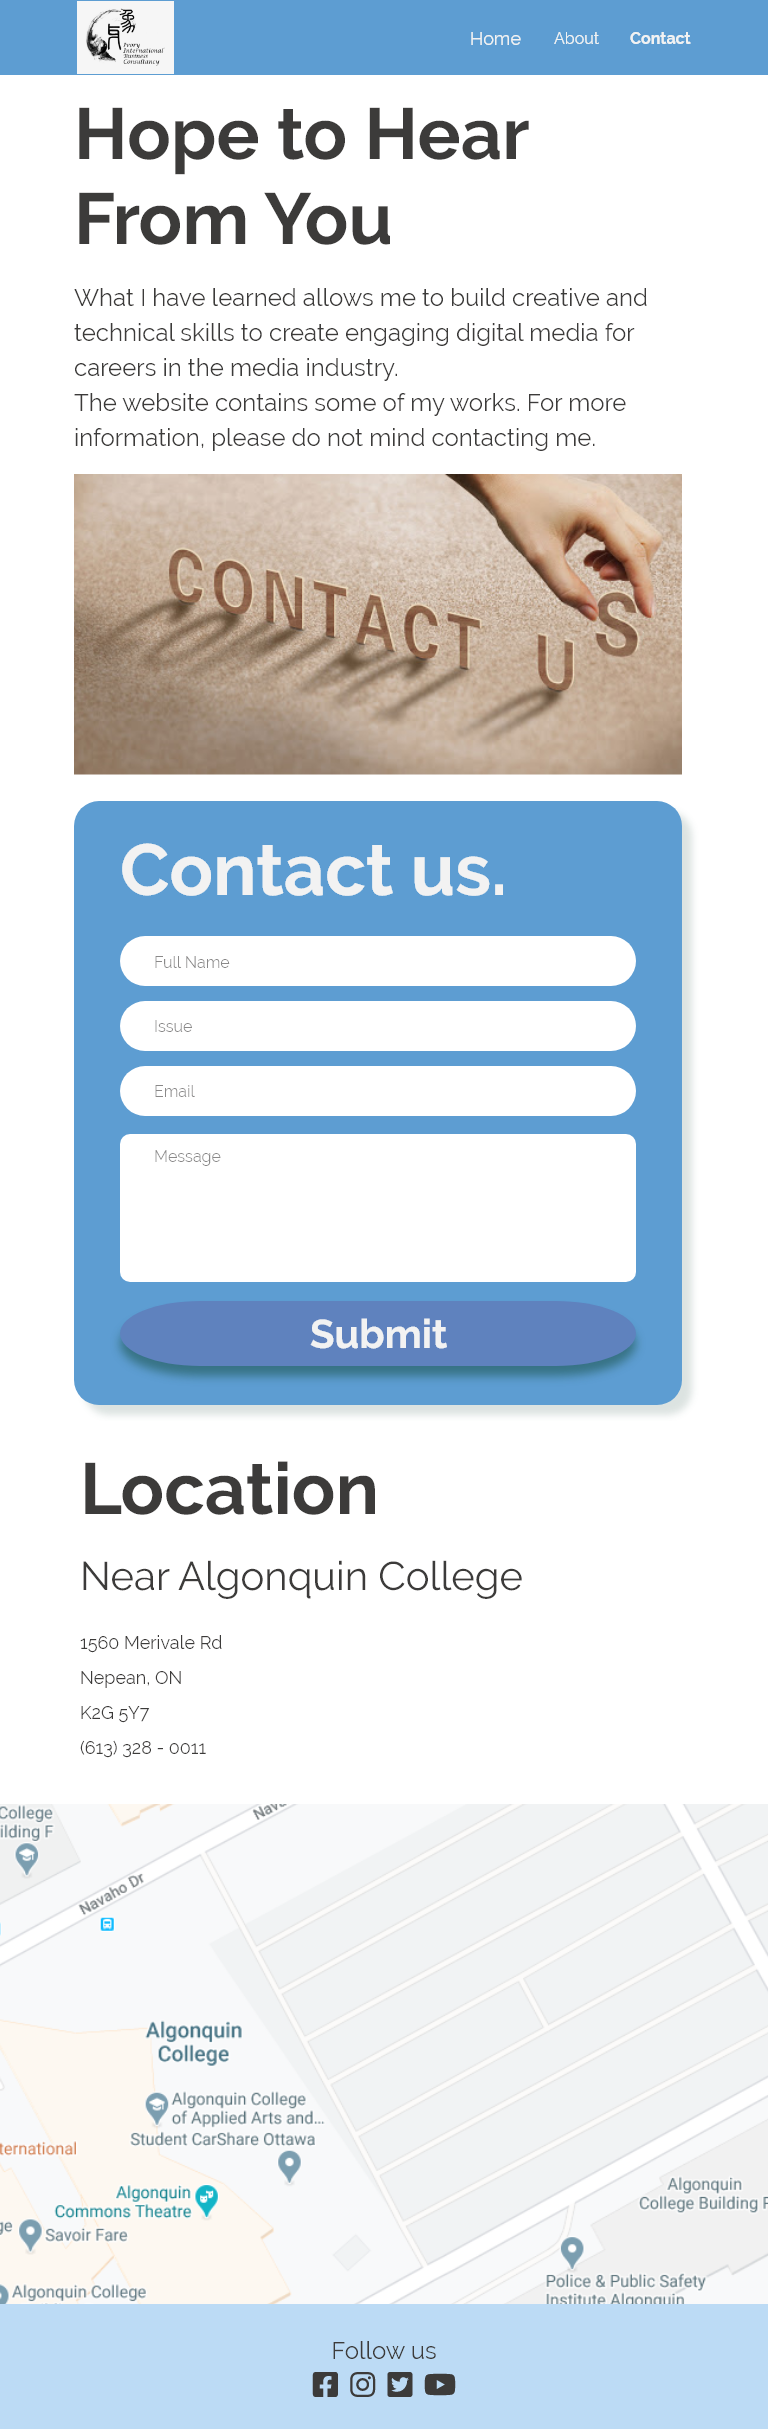 Ivory
International
Business
Consultancy
Home About Contact
Hope to Hear
From You
What I have learned allows me to build creative and
technical skills to create engaging digital media for
careers in the media industry.
The website contains some of my works. For more
information, please do not mind contacting me.
CONTACT US
Contact us.
Full Name
Issue
Email
Message
Submit
Location
Near Algonquin College
1560 Merivale Rd
Nepean, ON
K2G 5Y7
(613) 328 - 0011
College
ilding F
Nava
Navaho Dr
Algonquin
College
Algonquin College
of Applied Arts and...
Student CarShare Ottawa
ternational
Algonquin
Commons Theatre
Algonquin
College Building P
ge
Savoir Fare
Algonquin College
Police & Public Safety
Institute Algonquin
Follow us